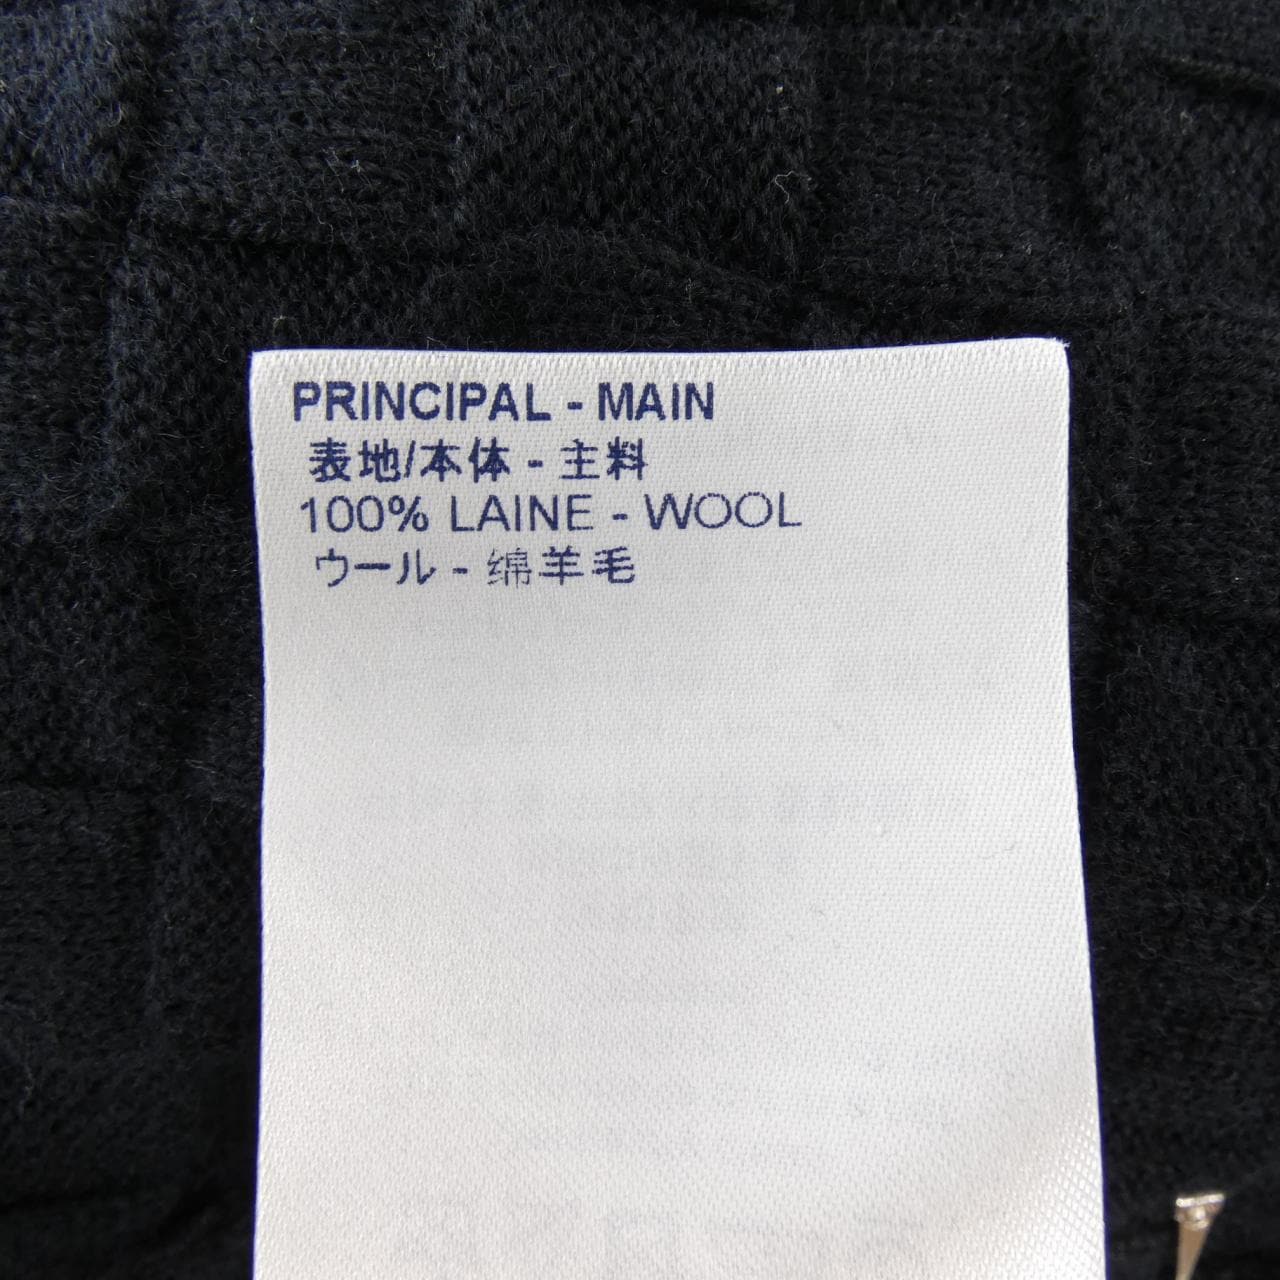 PRINCIPAL - MAIN
表地/本体 - 主料
100% LAINE - WOOL
ウール - 绵羊毛